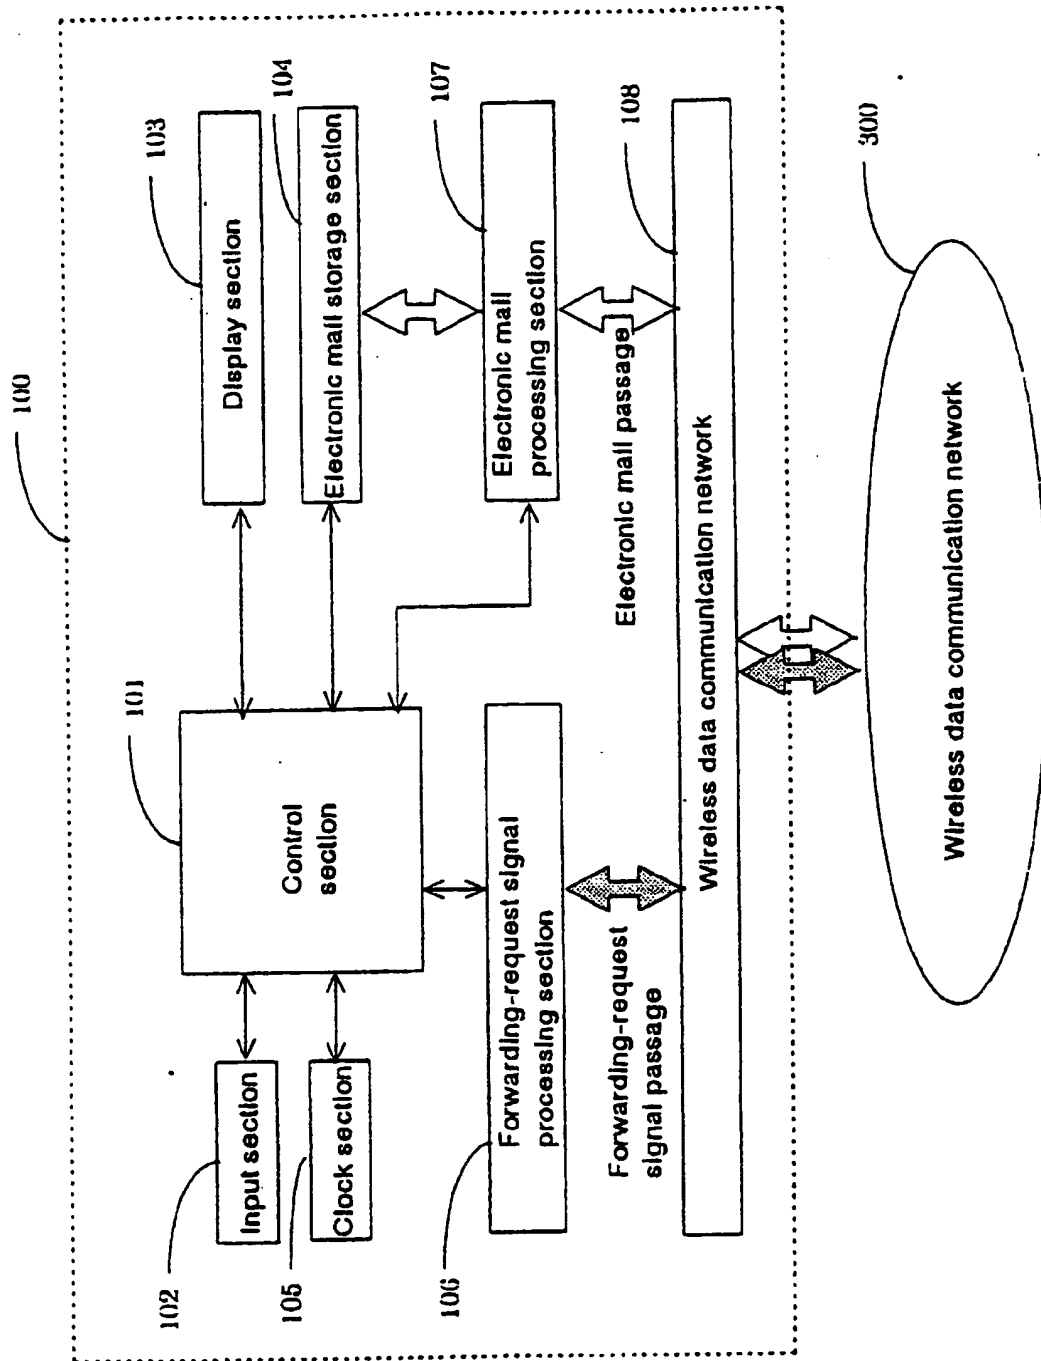 100
101
102
Input section
105
Clock section
Control
section
103
Display section
104
Electronic mail storage section
106
Forwarding-request signal
processing section
107
Electronic mail
processing section
Forwarding-request
signal passage
Electronic mail passage
108
Wireless data communication network
300
Wireless data communication network